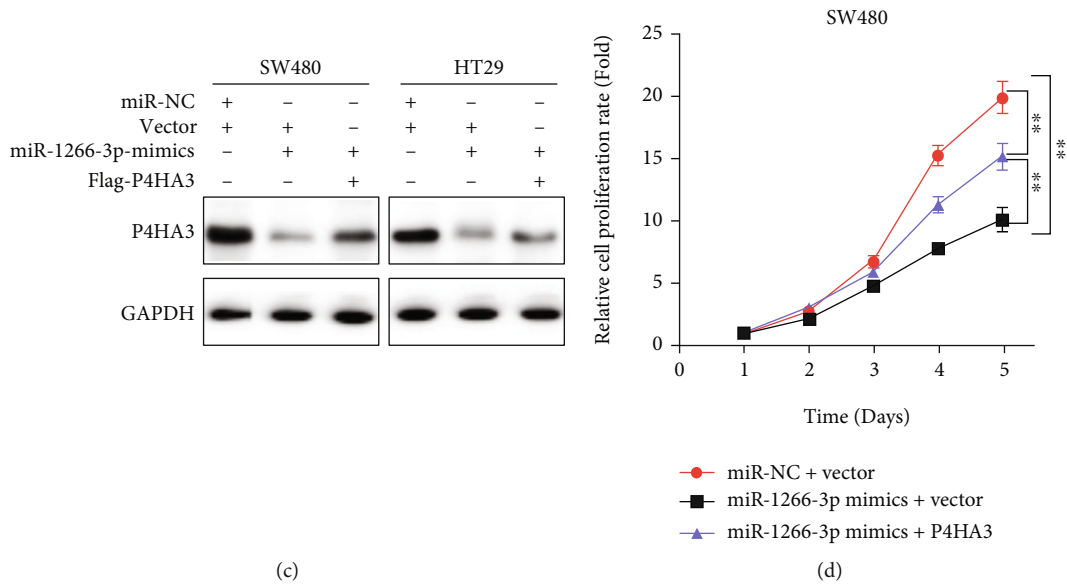 SW480 HT29
miR-NC + – – + – –
Vector + + – + + –
miR-1266-3p-mimics – + + – + +
Flag-P4HA3 – – + – – +
P4HA3
GAPDH
(c)
SW480
Relative cell proliferation rate (Fold)
25
20
15
10
5
0
0 1 2 3 4 5
Time (Days)
**
**
**
miR-NC + vector
miR-1266-3p mimics + vector
miR-1266-3p mimics + P4HA3
(d)